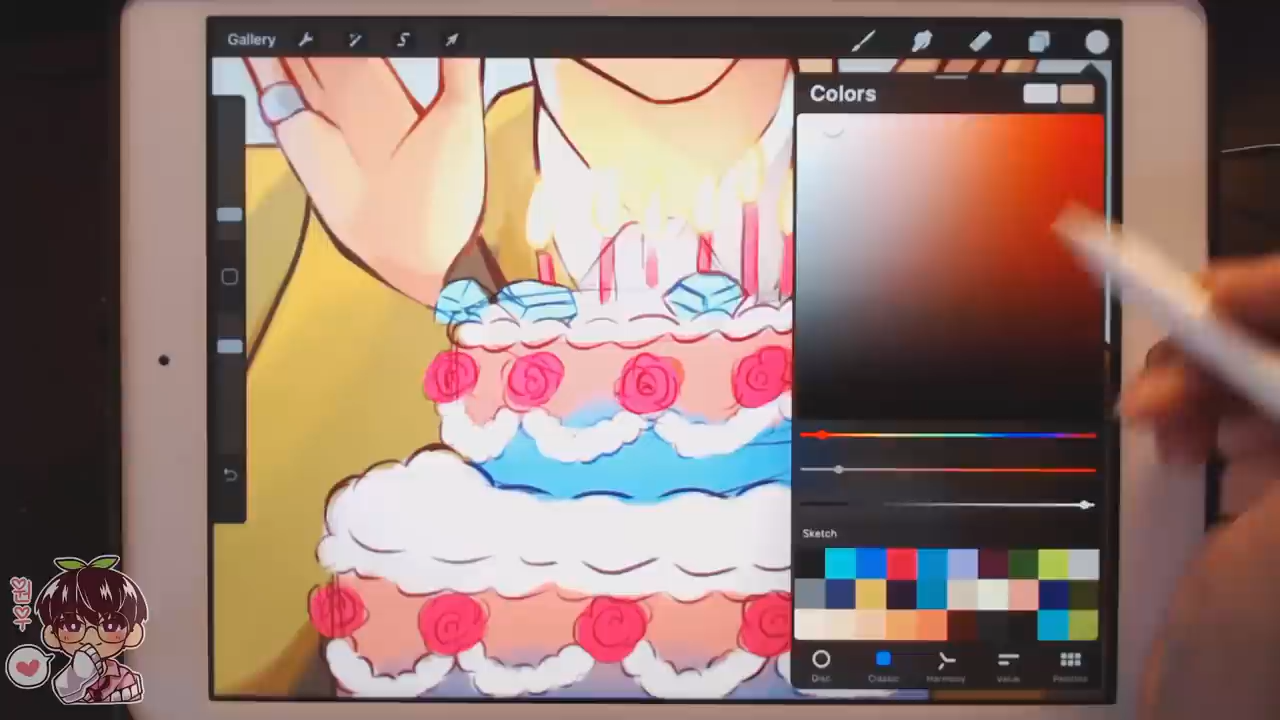 Gallery
Colors
Sketch
Disc
Classic
Harmony
Value
Palettes